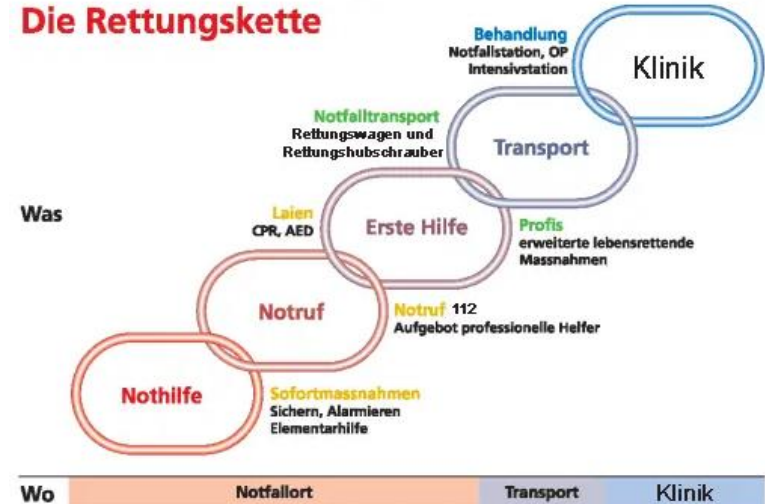 Die Rettungskette
Behandlung
Notfallstation, OP
Intensivstation
Klinik
Notfalltransport
Rettungswagen und
Rettungshubschrauber
Transport
Was
Laien
CPR, AED
Erste Hilfe
Profis
erweiterte lebensrettende
Massnahmen
Notruf
Notruf 112
Aufgebot professionelle Helfer
Nothilfe
Sofortmassnahmen
Sichern, Alarmieren
Elementarhilfe
Wo Notfallort Transport Klinik